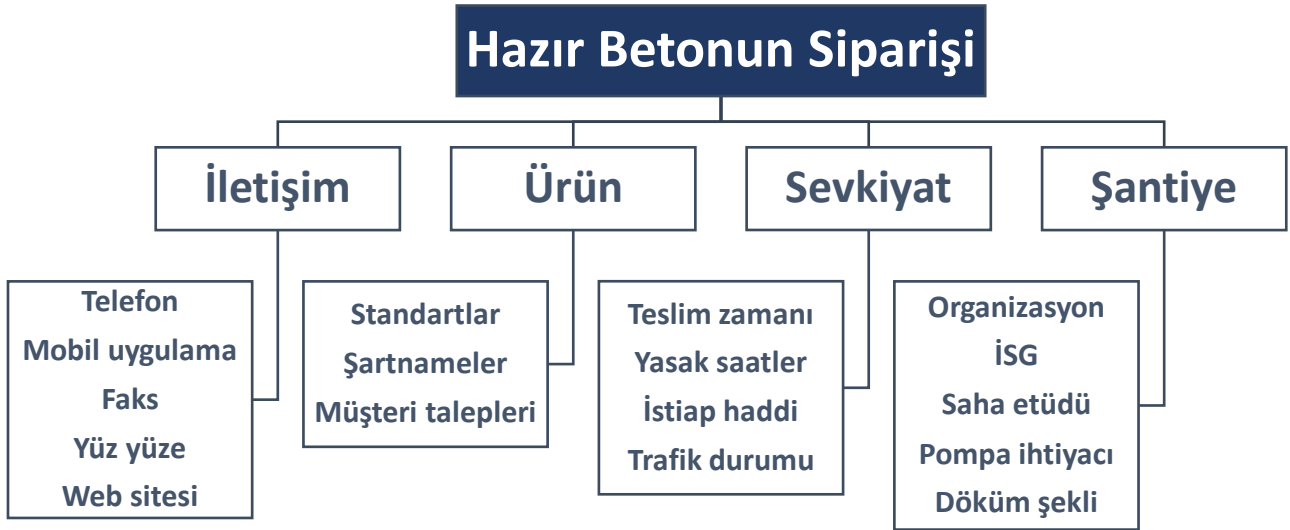 Hazır Betonun Siparişi
İletişim
Ürün
Sevkiyat
Şantiye
Telefon
Mobil uygulama
Faks
Yüz yüze
Web sitesi
Standartlar
Şartnameler
Müşteri talepleri
Teslim zamanı
Yasak saatler
İstiap haddi
Trafik durumu
Organizasyon
İSG
Saha etüdü
Pompa ihtiyacı
Döküm şekli